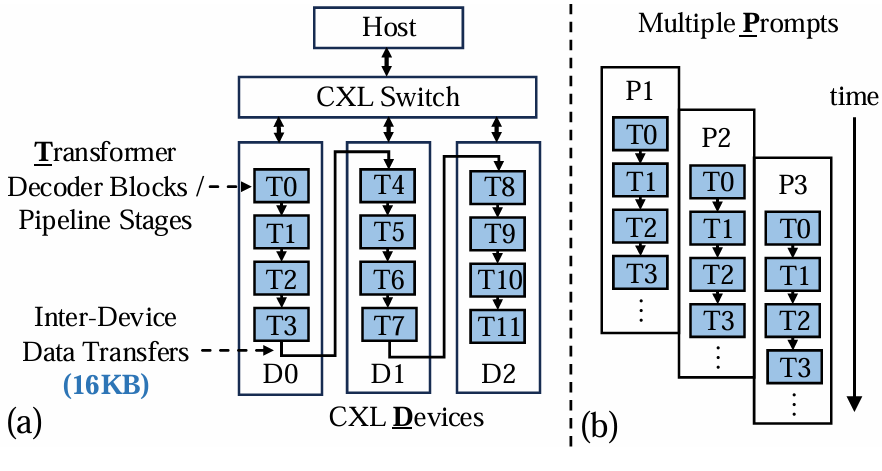 Host
CXL Switch
Transformer
Decoder Blocks /
Pipeline Stages
Inter-Device
Data Transfers
(16KB)
T0
T1
T2
T3
D0
T4
T5
T6
T7
D1
T8
T9
T10
T11
D2
CXL Devices
(a)
Multiple Prompts
time
P1
T0
T1
T2
T3
P2
T0
T1
T2
T3
P3
T0
T1
T2
T3
(b)